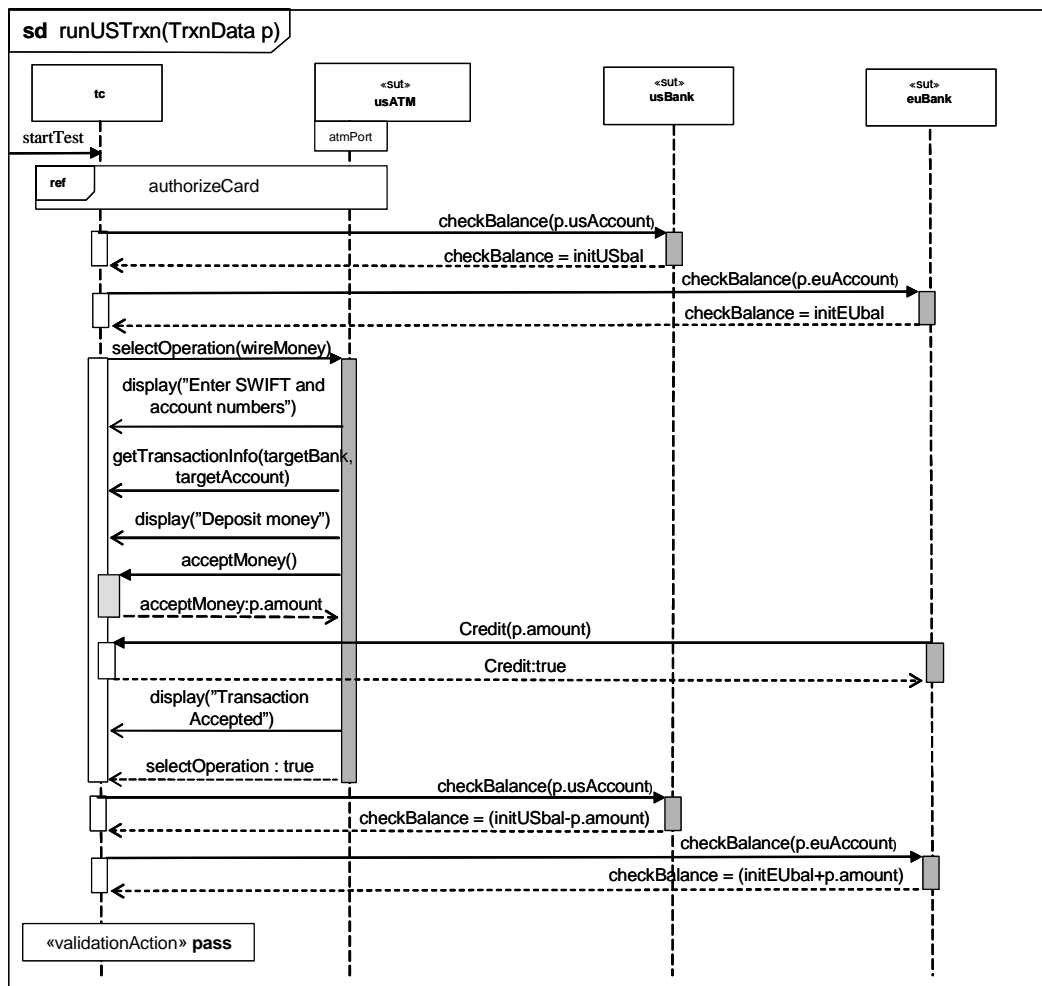 sd runUSTrxn(TrxnData p)
tc
«sut»
usATM
«sut»
usBank
«sut»
euBank
startTest
atmPort
ref
authorizeCard
checkBalance(p.usAccount)
checkBalance = initUSbal
checkBalance(p.euAccount)
checkBalance = initEUbal
selectOperation(wireMoney)
display(”Enter SWIFT and
account numbers”)
getTransactionInfo(targetBank,
targetAccount)
display(”Deposit money”)
acceptMoney()
acceptMoney:p.amount
Credit(p.amount)
Credit:true
display(”Transaction
Accepted”)
selectOperation : true
checkBalance(p.usAccount)
checkBalance = (initUSbal-p.amount)
checkBalance(p.euAccount)
checkBalance = (initEUbal+p.amount)
«validationAction» pass